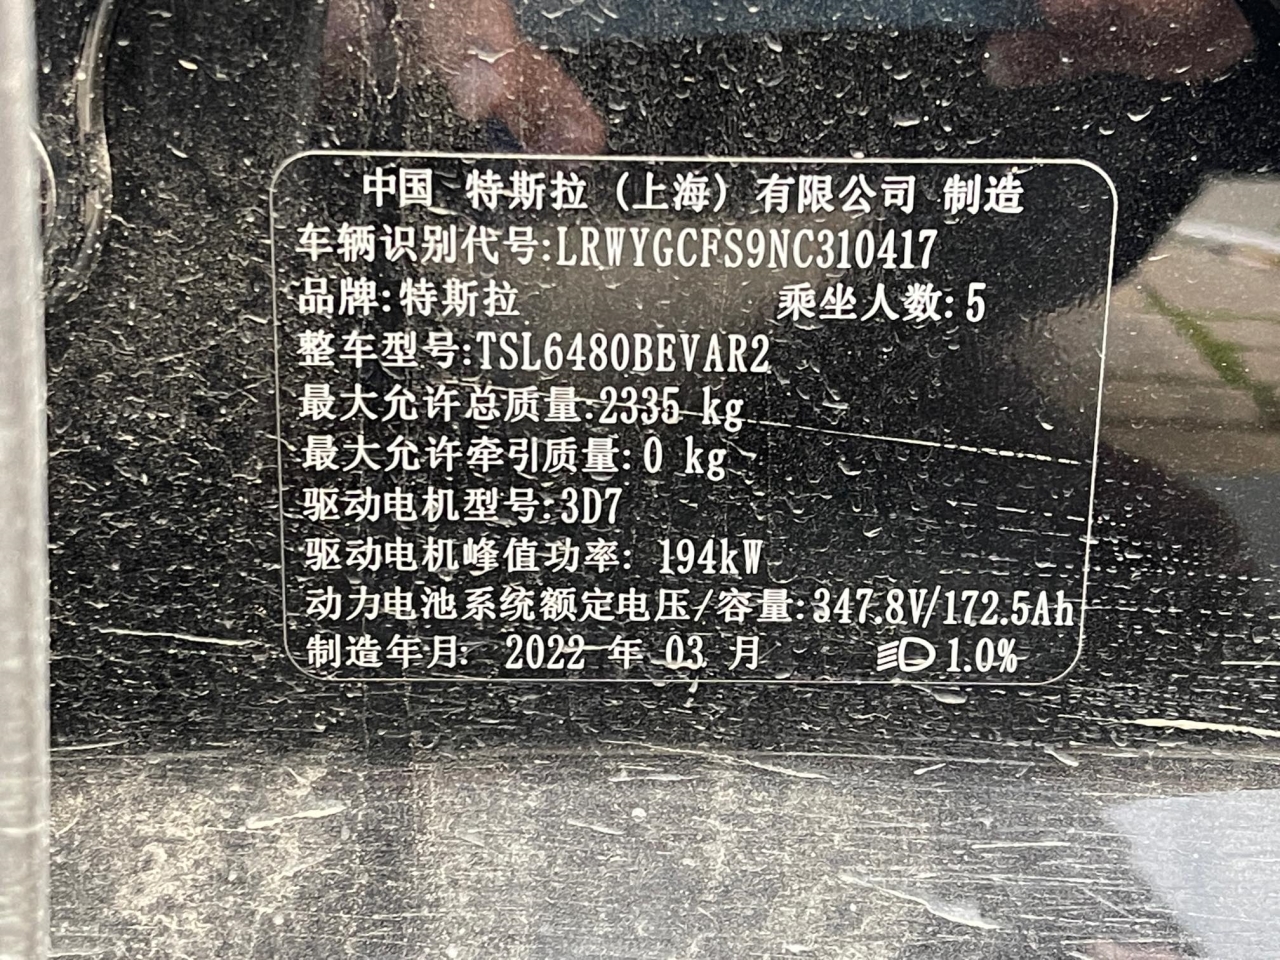 中国 特斯拉（上海）有限公司 制造
车辆识别代号:LRWYGCFS9NC310417
品牌:特斯拉 乘坐人数:5
整车型号:TSL6480BEVAR2
最大允许总质量:2335 kg
最大允许牵引质量:0 kg
驱动电机型号:3D7
驱动电机峰值功率: 194kW
动力电池系统额定电压/容量:347.8V/172.5Ah
制造年月: 2022 年 03 月 1.0%